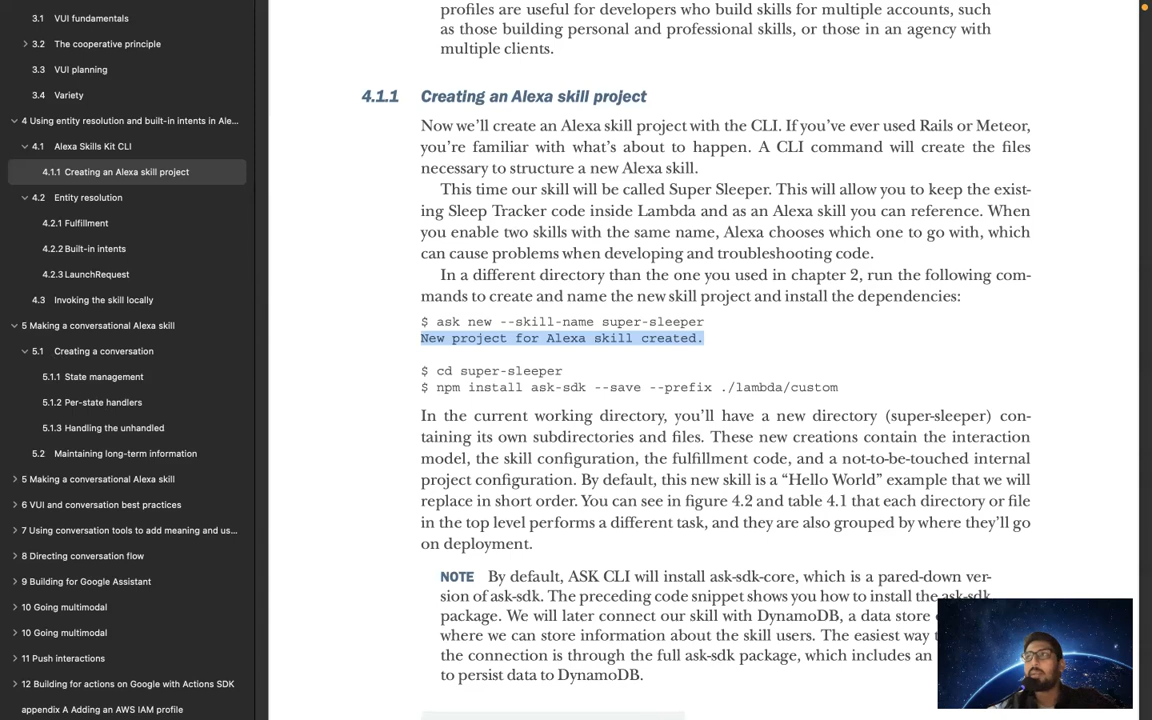 3.1 VUI fundamentals
3.2 The cooperative principle
3.3 VUI planning
3.4 Variety
4 Using entity resolution and built-in intents in Ale...
4.1 Alexa Skills Kit CLI
4.1.1 Creating an Alexa skill project
4.2 Entity resolution
4.2.1 Fulfillment
4.2.2 Built-in intents
4.2.3 LaunchRequest
4.3 Invoking the skill locally
5 Making a conversational Alexa skill
5.1 Creating a conversation
5.1.1 State management
5.1.2 Per-state handlers
5.1.3 Handling the unhandled
5.2 Maintaining long-term information
5 Making a conversational Alexa skill
6 VUI and conversation best practices
7 Using conversation tools to add meaning and us...
8 Directing conversation flow
9 Building for Google Assistant
10 Going multimodal
10 Going multimodal
11 Push interactions
12 Building for actions on Google with Actions SDK
appendix A Adding an AWS IAM profile
profiles are useful for developers who build skills for multiple accounts, such
as those building personal and professional skills, or those in an agency with
multiple clients.
4.1.1 Creating an Alexa skill project
Now we'll create an Alexa skill project with the CLI. If you've ever used Rails or Meteor,
you're familiar with what's about to happen. A CLI command will create the files
necessary to structure a new Alexa skill.
This time our skill will be called Super Sleeper. This will allow you to keep the exist-
ing Sleep Tracker code inside Lambda and as an Alexa skill you can reference. When
you enable two skills with the same name, Alexa chooses which one to go with, which
can cause problems when developing and troubleshooting code.
In a different directory than the one you used in chapter 2, run the following com-
mands to create and name the new skill project and install the dependencies:
$ ask new --skill-name super-sleeper
New project for Alexa skill created.
$ cd super-sleeper
$ npm install ask-sdk --save --prefix ./lambda/custom
In the current working directory, you'll have a new directory (super-sleeper) con-
taining its own subdirectories and files. These new creations contain the interaction
model, the skill configuration, the fulfillment code, and a not-to-be-touched internal
project configuration. By default, this new skill is a “Hello World” example that we will
replace in short order. You can see in figure 4.2 and table 4.1 that each directory or file
in the top level performs a different task, and they are also grouped by where they'll go
on deployment.
NOTE By default, ASK CLI will install ask-sdk-core, which is a pared-down ver-
sion of ask-sdk. The preceding code snippet shows you how to install the ask-sdk
package. We will later connect our skill with DynamoDB, a data store
where we can store information about the skill users. The easiest way
the connection is through the full ask-sdk package, which includes an
to persist data to DynamoDB.